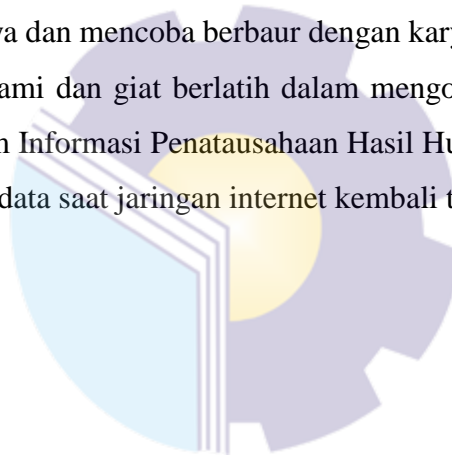 ya dan mencoba berbaur dengan kary
ami dan giat berlatih dalam mengo
n Informasi Penatausahaan Hasil Hu
data saat jaringan internet kembali t